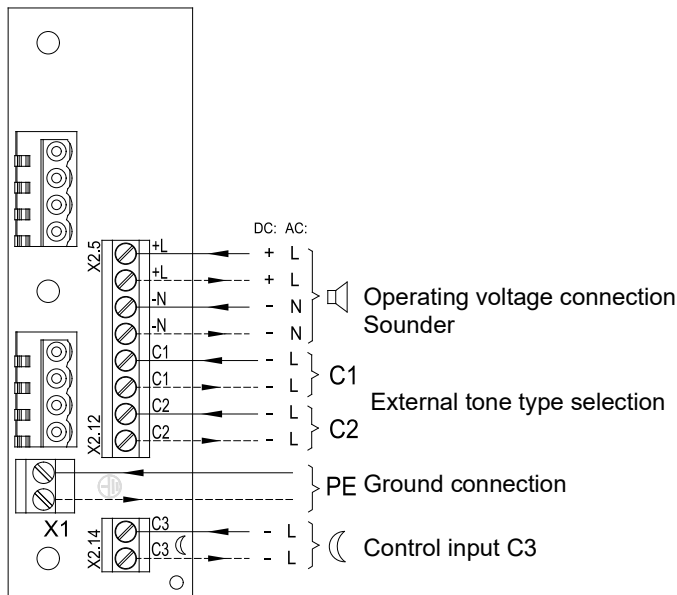 DC: AC:
X2.5 +L + L
+L + L
-N - N
-N - N
Operating voltage connection
Sounder
C1 - L
C1 - L
C1
External tone type selection
C2 - L
X2.12 C2 - L
C2
PE Ground connection
X1
X2.14 C3 - L
C3 - L
Control input C3